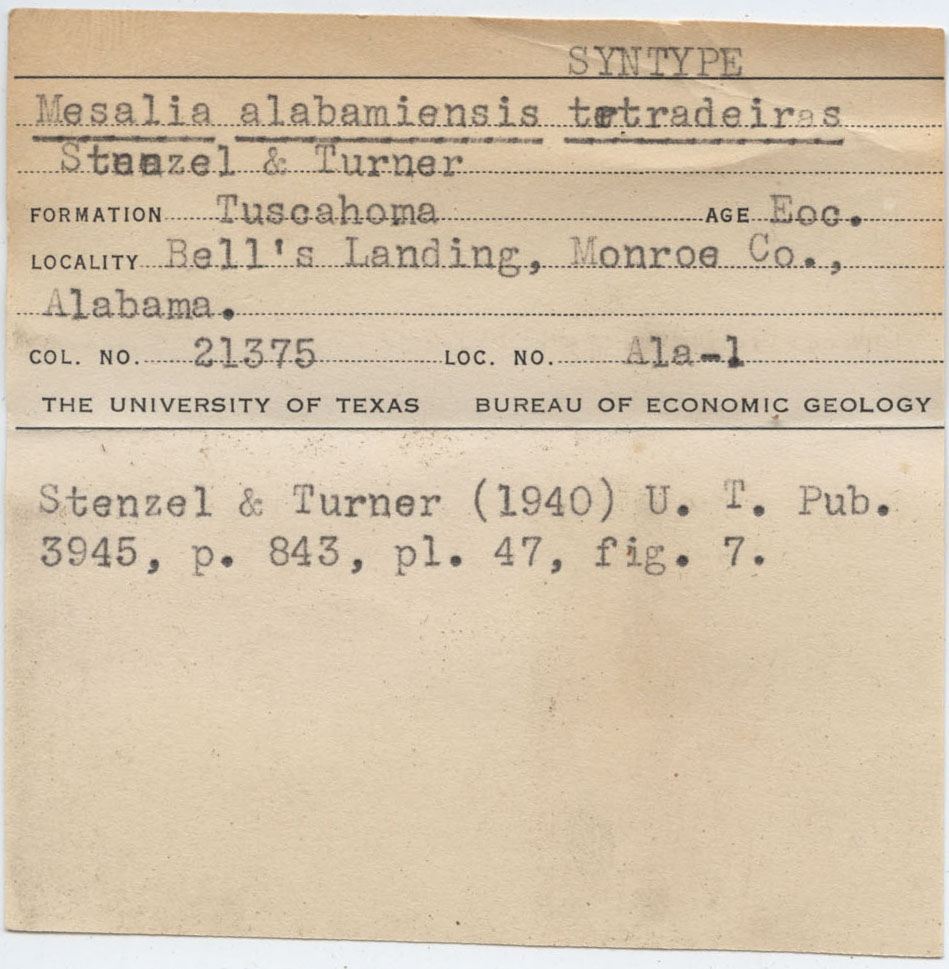 SYNTYPE
Mesalia alabamiensis tetradeiras
Stenzel & Turner
FORMATION Tuscahoma AGE Eoc.
LOCALITY Bell's Landing, Monroe Co.,
Alabama.
COL. NO. 21375 LOC. NO. Ala-1
THE UNIVERSITY OF TEXAS BUREAU OF ECONOMIC GEOLOGY
Stenzel & Turner (1940) U. T. Pub.
3945, p. 843, pl. 47, fig. 7.